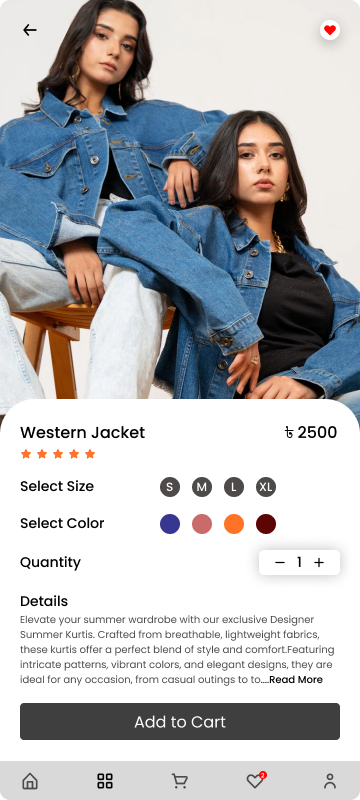 Western Jacket ৳ 2500
Select Size S M L XL
Select Color
Quantity − 1 +
Details
Elevate your summer wardrobe with our exclusive Designer
Summer Kurtis. Crafted from breathable, lightweight fabrics,
these kurtis offer a perfect blend of style and comfort.Featuring
intricate patterns, vibrant colors, and elegant designs, they are
ideal for any occasion, from casual outings to to....Read More
Add to Cart